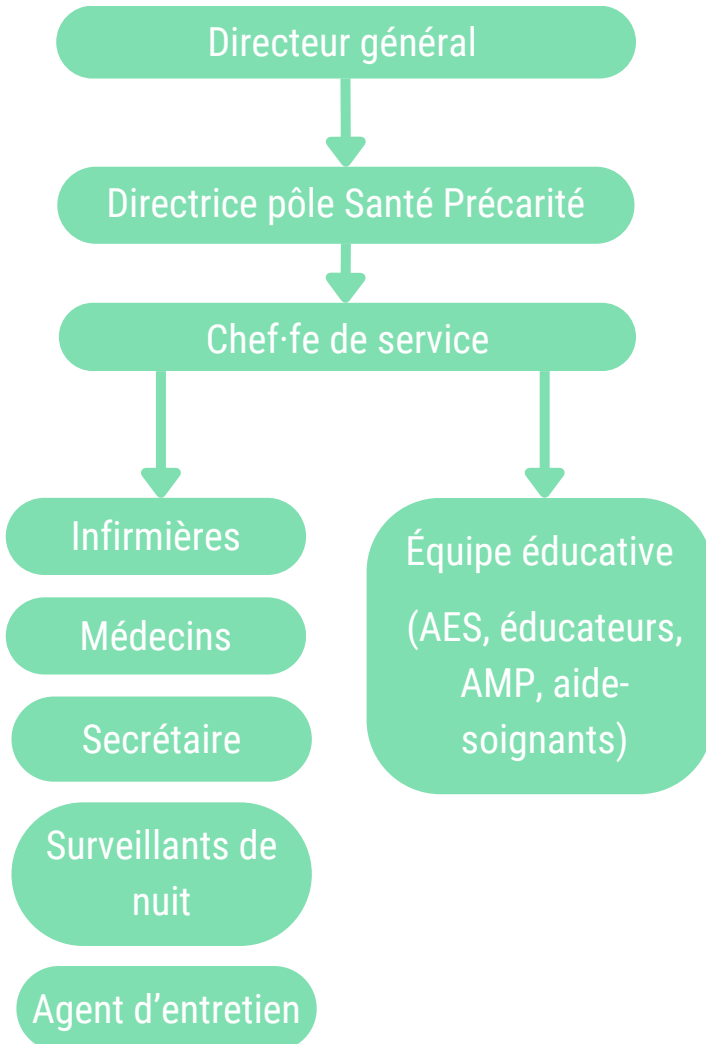 Directeur général
Directrice pôle Santé Précarité
Chef·fe de service
Infirmières
Médecins
Secrétaire
Surveillants de
nuit
Agent d’entretien
Équipe éducative
(AES, éducateurs,
AMP, aide-
soignants)